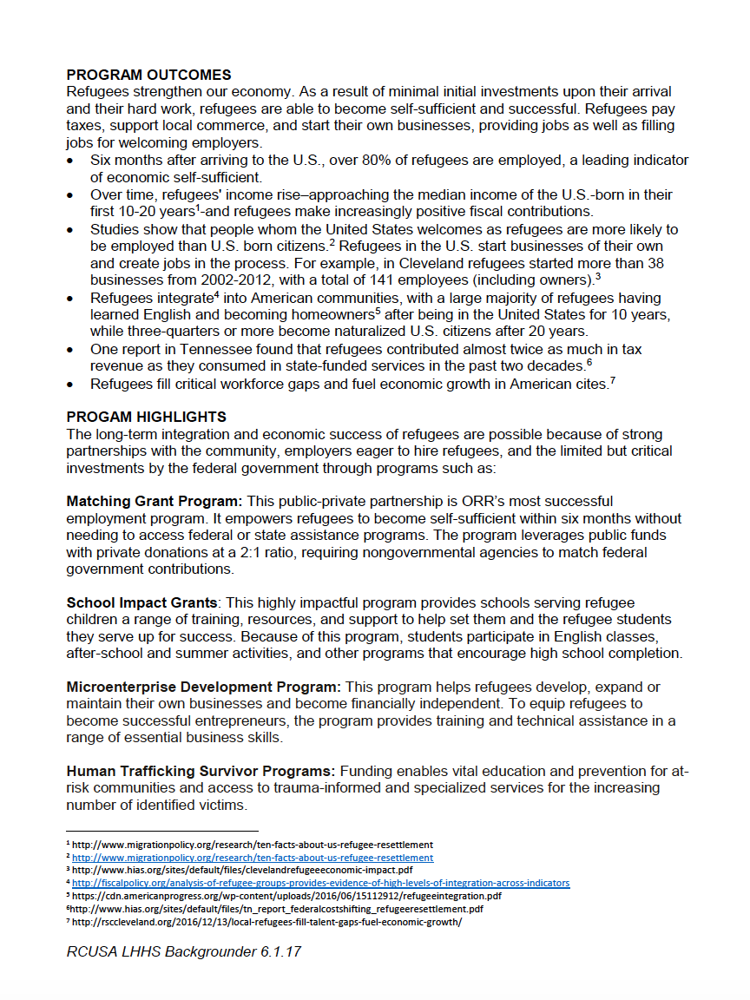 PROGRAM OUTCOMES
Refugees strengthen our economy. As a result of minimal initial investments upon their arrival
and their hard work, refugees are able to become self-sufficient and successful. Refugees pay
taxes, support local commerce, and start their own businesses, providing jobs as well as filling
jobs for welcoming employers.
• Six months after arriving to the U.S., over 80% of refugees are employed, a leading indicator
of economic self-sufficient.
• Over time, refugees' income rise–approaching the median income of the U.S.-born in their
first 10-20 years¹-and refugees make increasingly positive fiscal contributions.
• Studies show that people whom the United States welcomes as refugees are more likely to
be employed than U.S. born citizens.² Refugees in the U.S. start businesses of their own
and create jobs in the process. For example, in Cleveland refugees started more than 38
businesses from 2002-2012, with a total of 141 employees (including owners).³
• Refugees integrate⁴ into American communities, with a large majority of refugees having
learned English and becoming homeowners⁵ after being in the United States for 10 years,
while three-quarters or more become naturalized U.S. citizens after 20 years.
• One report in Tennessee found that refugees contributed almost twice as much in tax
revenue as they consumed in state-funded services in the past two decades.⁶
• Refugees fill critical workforce gaps and fuel economic growth in American cites.⁷
PROGAM HIGHLIGHTS
The long-term integration and economic success of refugees are possible because of strong
partnerships with the community, employers eager to hire refugees, and the limited but critical
investments by the federal government through programs such as:
Matching Grant Program: This public-private partnership is ORR's most successful
employment program. It empowers refugees to become self-sufficient within six months without
needing to access federal or state assistance programs. The program leverages public funds
with private donations at a 2:1 ratio, requiring nongovernmental agencies to match federal
government contributions.
School Impact Grants: This highly impactful program provides schools serving refugee
children a range of training, resources, and support to help set them and the refugee students
they serve up for success. Because of this program, students participate in English classes,
after-school and summer activities, and other programs that encourage high school completion.
Microenterprise Development Program: This program helps refugees develop, expand or
maintain their own businesses and become financially independent. To equip refugees to
become successful entrepreneurs, the program provides training and technical assistance in a
range of essential business skills.
Human Trafficking Survivor Programs: Funding enables vital education and prevention for at-
risk communities and access to trauma-informed and specialized services for the increasing
number of identified victims.
¹ http://www.migrationpolicy.org/research/ten-facts-about-us-refugee-resettlement
² http://www.migrationpolicy.org/research/ten-facts-about-us-refugee-resettlement
³ http://www.hias.org/sites/default/files/clevelandrefugeeeconomic-impact.pdf
⁴ http://fiscalpolicy.org/analysis-of-refugee-groups-provides-evidence-of-high-levels-of-integration-across-indicators
⁵ https://cdn.americanprogress.org/wp-content/uploads/2016/06/15112912/refugeeintegration.pdf
⁶http://www.hias.org/sites/default/files/tn_report_federalcostshifting_refugeeresettlement.pdf
⁷ http://rsccleveland.org/2016/12/13/local-refugees-fill-talent-gaps-fuel-economic-growth/
RCUSA LHHS Backgrounder 6.1.17